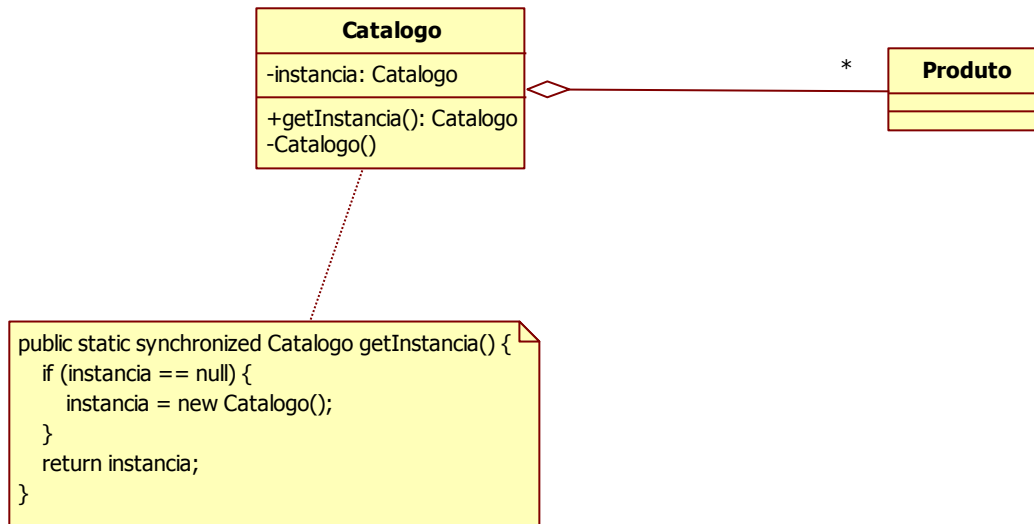 Catalogo
-instancia: Catalogo
+getInstancia(): Catalogo
-Catalogo()
*
Produto
public static synchronized Catalogo getInstancia() {
if (instancia == null) {
instancia = new Catalogo();
}
return instancia;
}